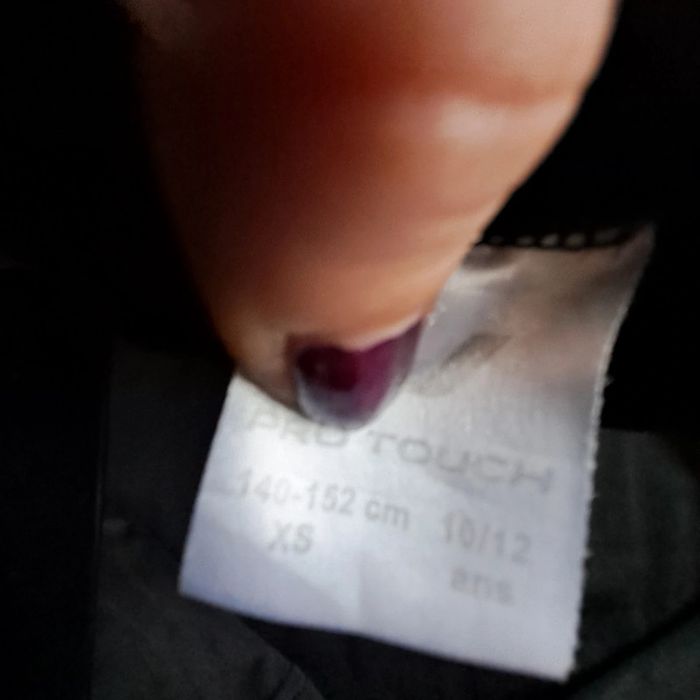 PRO TOUCH
140-152 cm 10/12
XS ans